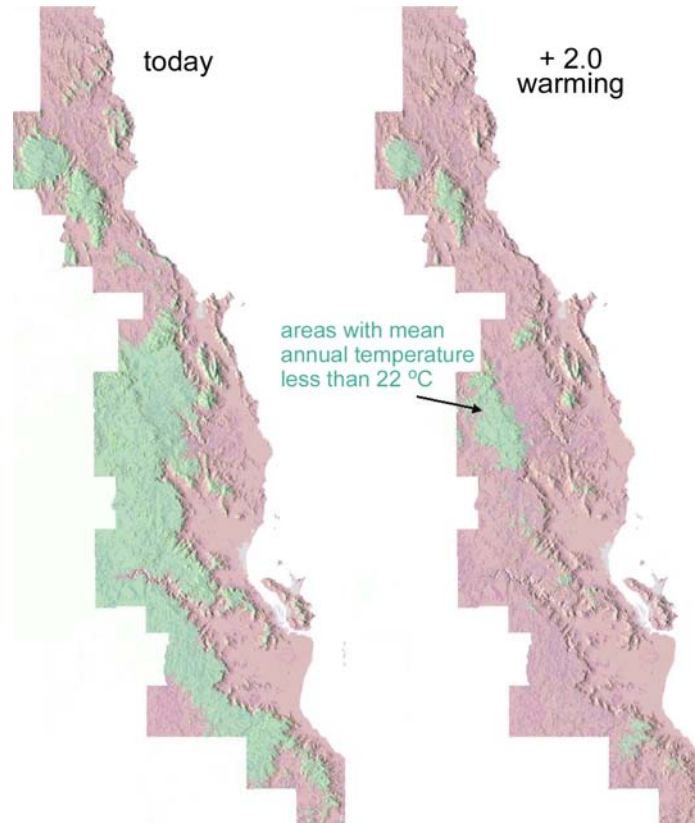 today
+ 2.0
warming
areas with mean
annual temperature
less than 22 ºC